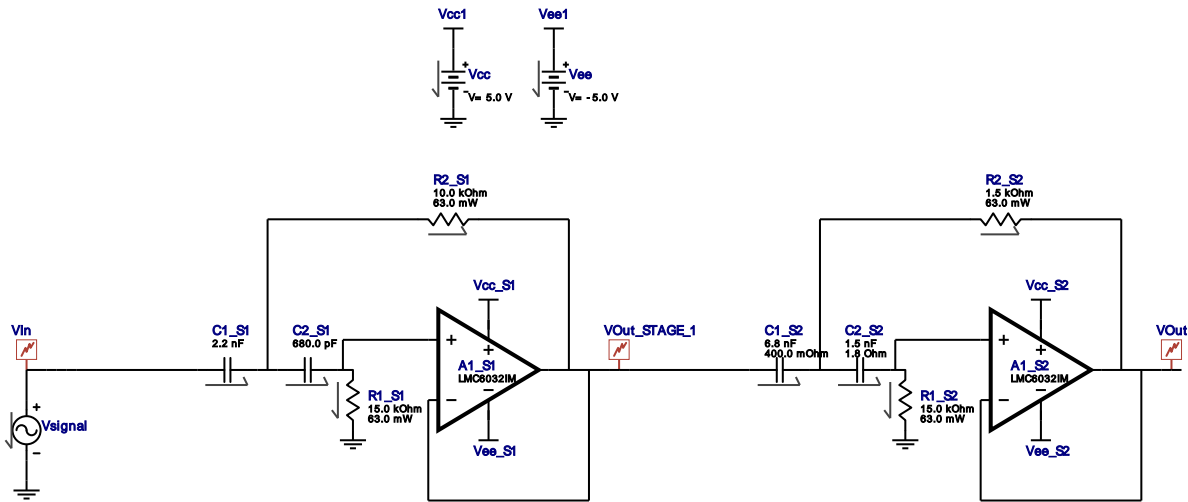 Vcc1
Vee1
+
Vcc
- V= 5.0 V
+
Vee
- V= -5.0 V
R2_S1
10.0 kOhm
63.0 mW
R2_S2
1.5 kOhm
63.0 mW
Vcc_S1
Vcc_S2
VIn
C1_S1
2.2 nF
C2_S1
680.0 pF
+
+
A1_S1
LMC6032IM
−
−
VOut_STAGE_1
C1_S2
6.8 nF
400.0 mOhm
C2_S2
1.5 nF
1.8 Ohm
+
+
A1_S2
LMC6032IM
−
−
VOut
R1_S1
15.0 kOhm
63.0 mW
R1_S2
15.0 kOhm
63.0 mW
+
Vsignal
−
Vee_S1
Vee_S2